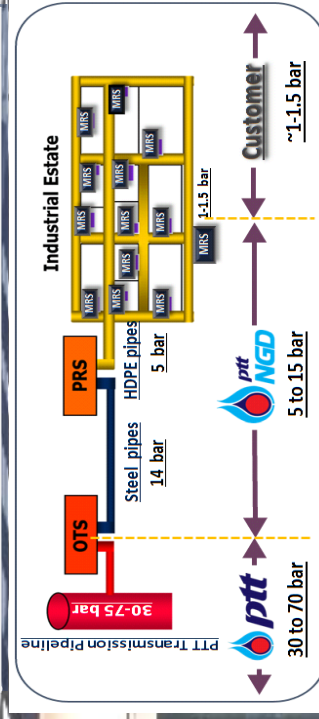 Industrial Estate
PTT Transmission Pipeline
30-75 bar
OTS
PRS
Steel pipes
14 bar
HDPE pipes
5 bar
MRS
MRS
MRS
MRS
MRS
MRS
MRS
MRS
MRS
MRS
MRS
MRS
1-1.5 bar
ptt
30 to 70 bar
ptt
NGD
5 to 15 bar
Customer
~1-1.5 bar